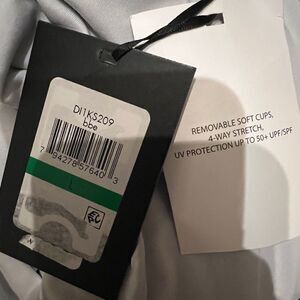 DI1KS209
bbe
7 94278 57640 3
L
REMOVABLE SOFT CUPS,
4-WAY STRETCH,
UV PROTECTION UP TO 50+ UPF/SPF